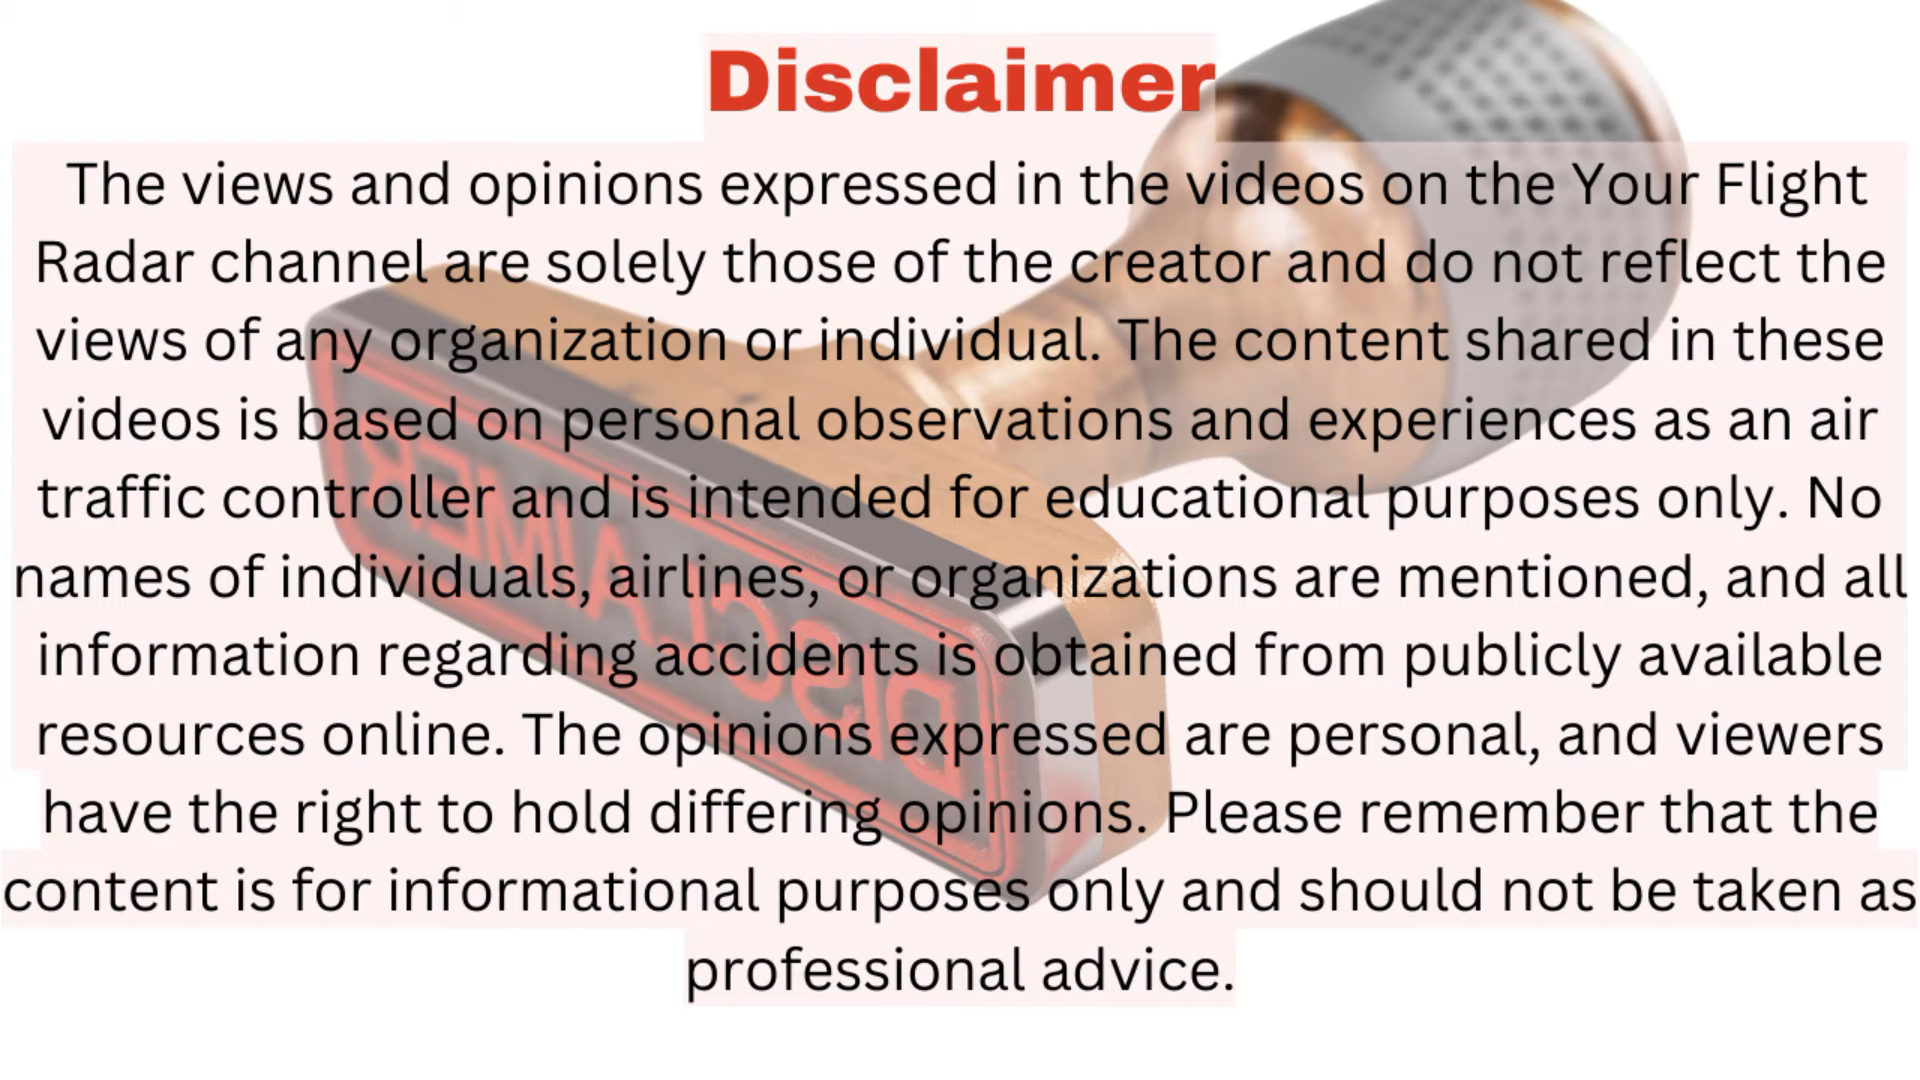 Disclaimer
The views and opinions expressed in the videos on the Your Flight
Radar channel are solely those of the creator and do not reflect the
views of any organization or individual. The content shared in these
videos is based on personal observations and experiences as an air
traffic controller and is intended for educational purposes only. No
names of individuals, airlines, or organizations are mentioned, and all
information regarding accidents is obtained from publicly available
resources online. The opinions expressed are personal, and viewers
have the right to hold differing opinions. Please remember that the
content is for informational purposes only and should not be taken as
professional advice.
DISCLAIMER